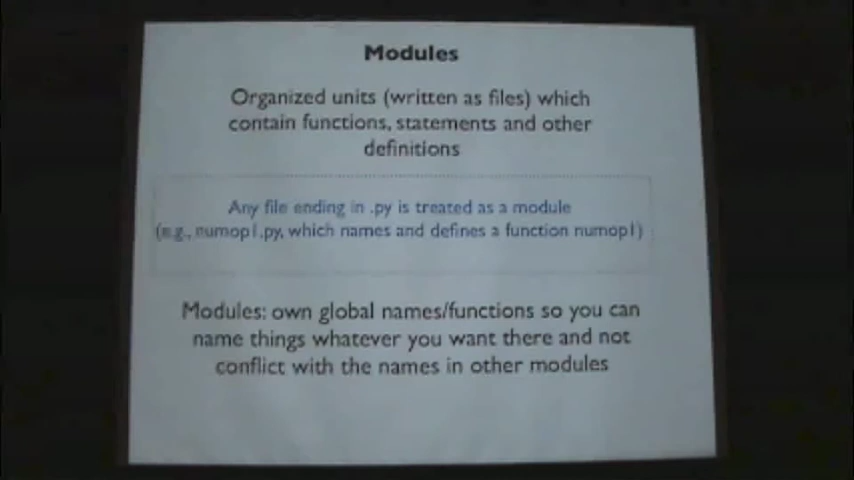 Modules
Organized units (written as files) which
contain functions, statements and other
definitions
Any file ending in .py is treated as a module
(e.g., numop1.py, which names and defines a function numop1)
Modules: own global names/functions so you can
name things whatever you want there and not
conflict with the names in other modules